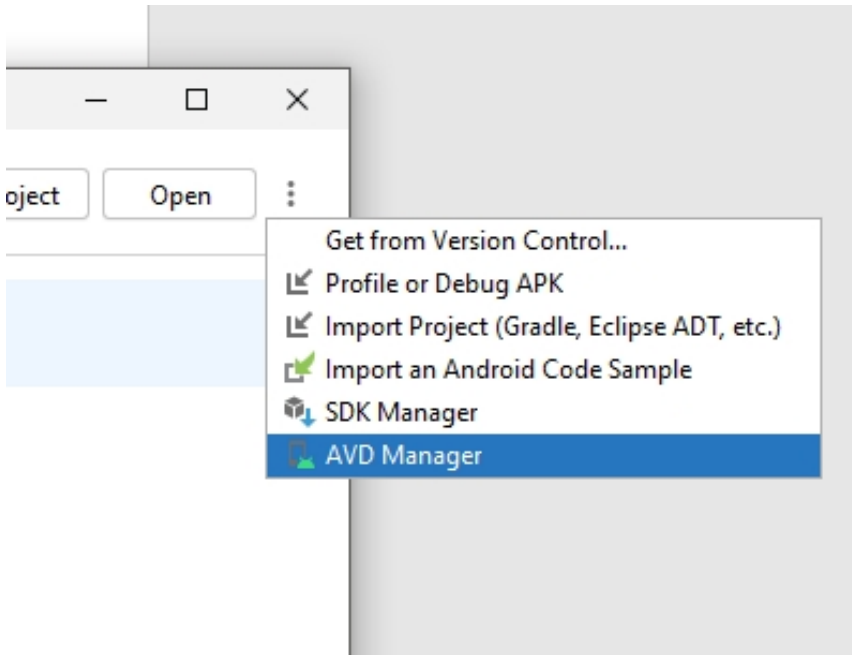 oject
Open
Get from Version Control...
Profile or Debug APK
Import Project (Gradle, Eclipse ADT, etc.)
Import an Android Code Sample
SDK Manager
AVD Manager